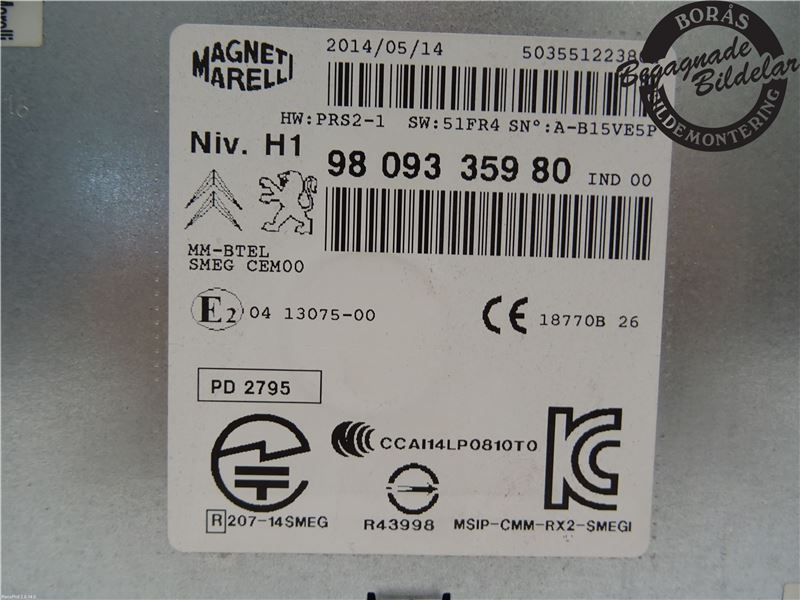 MAGNETI MARELLI
2014/05/14
HW:PRS2-1 SW:51FR4 SN°:A-B15VE5P
Niv. H1
98 093 359 80 IND 00
MM-BTEL
SMEG CEM00
E2 04 13075-00
CE 18770B 26
PD 2795
CCAI14LP0810T0
R 207-14SMEG
R43998
MSIP-CMM-RX2-SMEGI
BORÅS
Begagnade
Bildelar
BILDEMONTERING